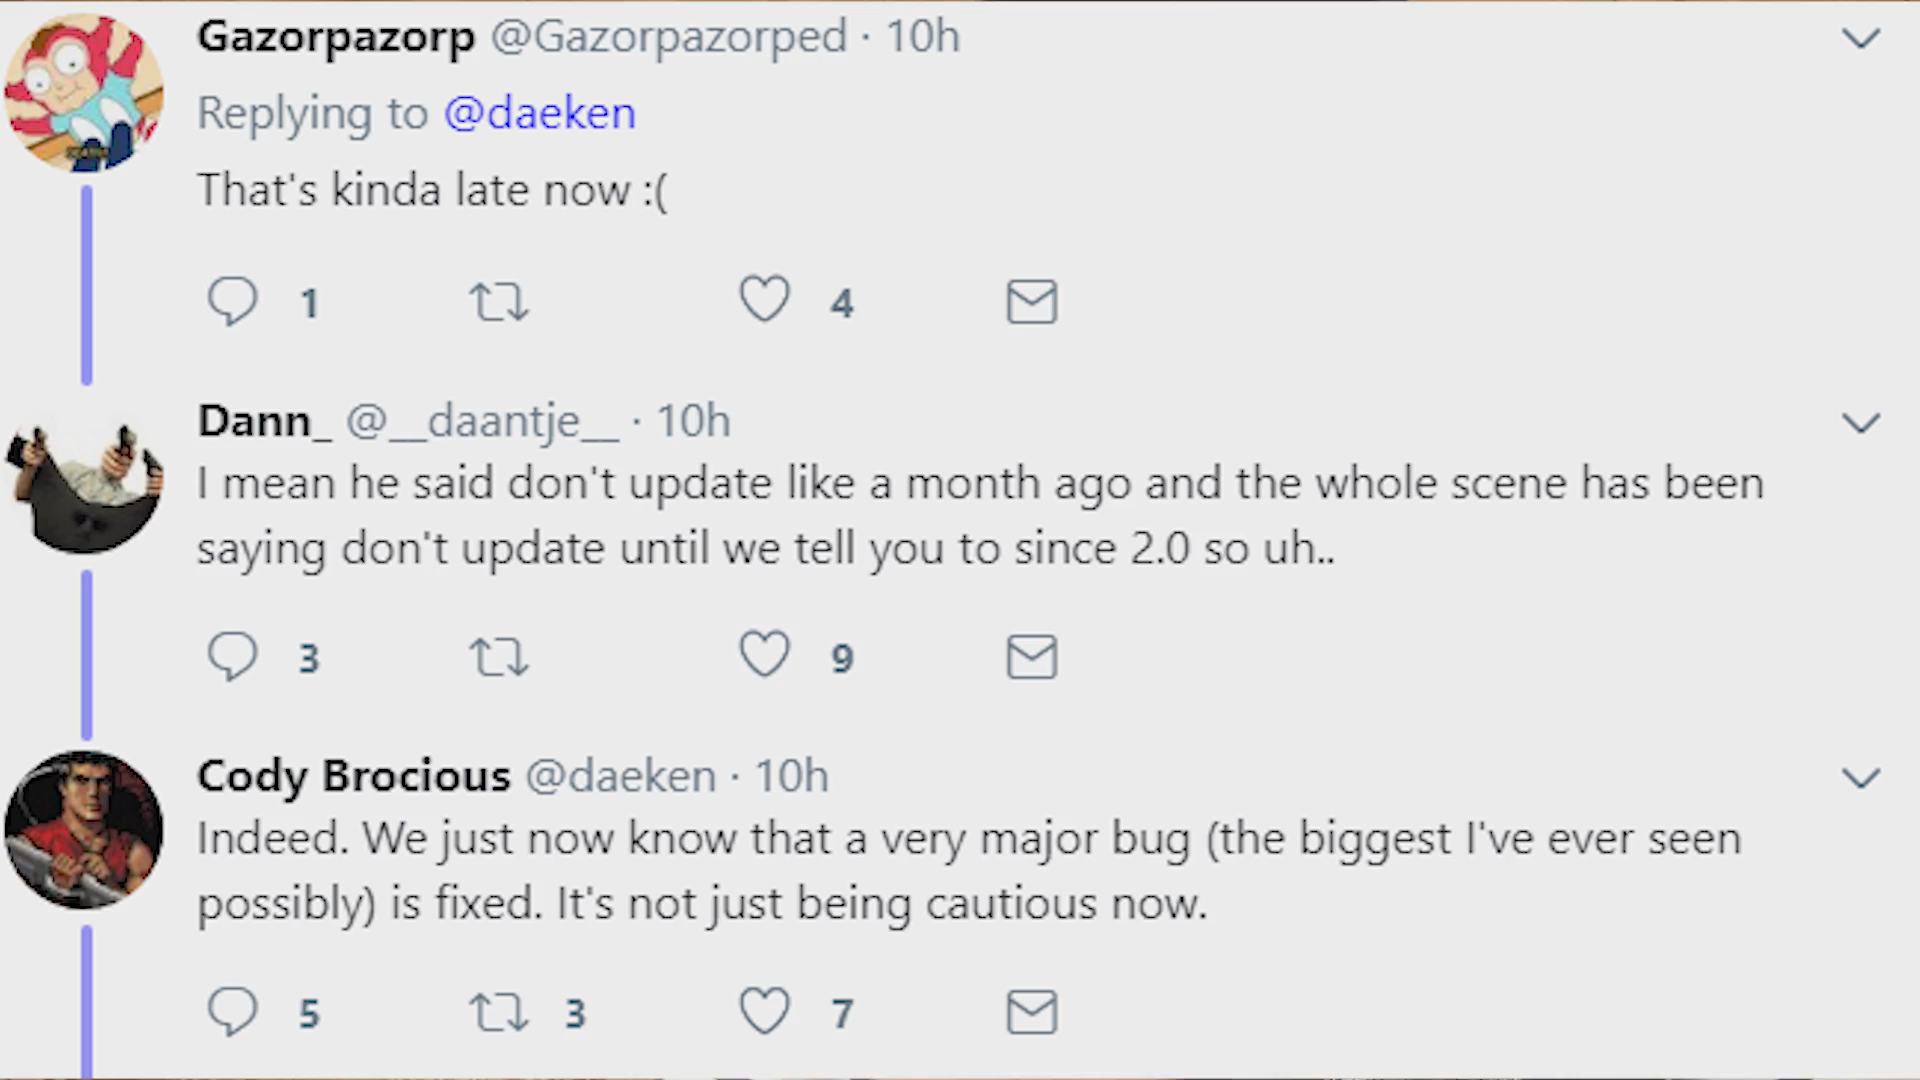 Gazorpazorp @Gazorpazorped · 10h
Replying to @daeken
That's kinda late now :(
1 4
Dann_ @__daantje__ · 10h
I mean he said don't update like a month ago and the whole scene has been
saying don't update until we tell you to since 2.0 so uh..
3 9
Cody Brocious @daeken · 10h
Indeed. We just now know that a very major bug (the biggest I've ever seen
possibly) is fixed. It's not just being cautious now.
5 3 7